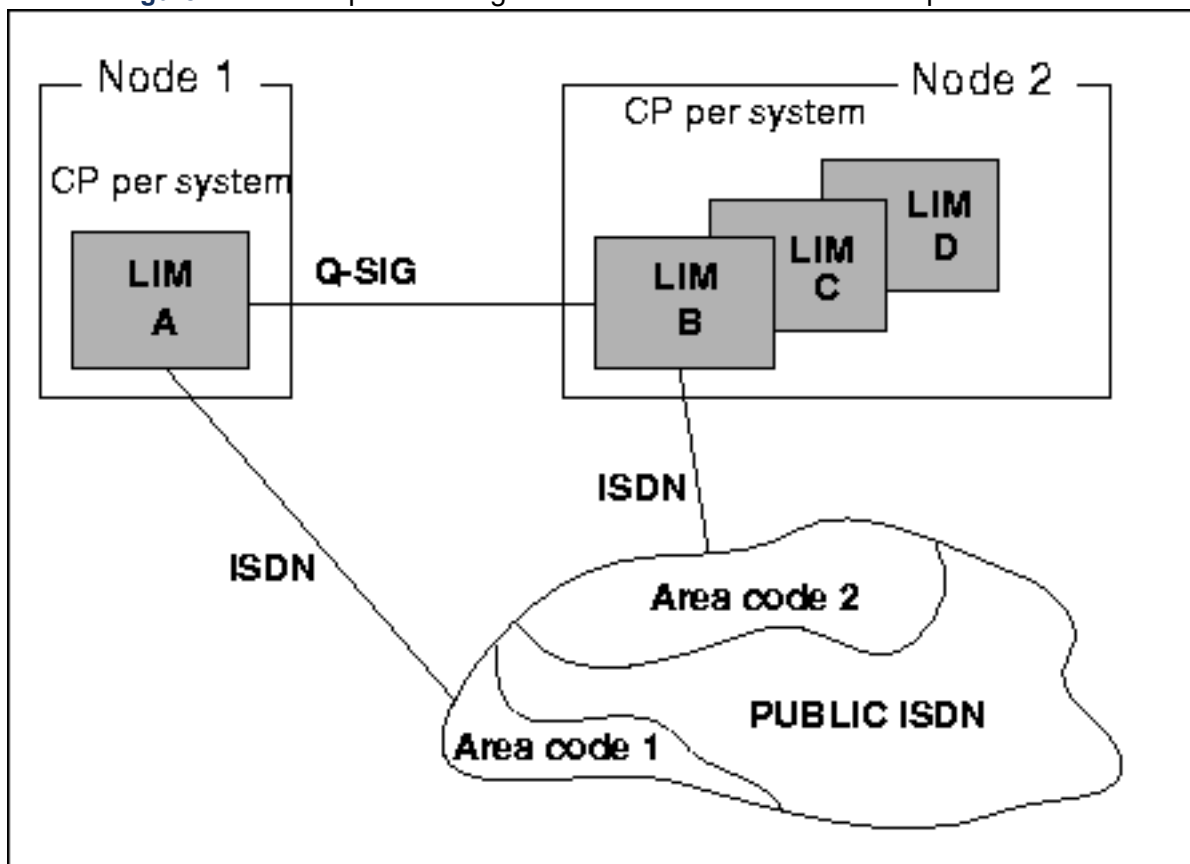 Node 1
Node 2
CP per system
CP per system
LIM
A
Q-SIG
LIM
B
LIM
C
LIM
D
ISDN
ISDN
Area code 2
PUBLIC ISDN
Area code 1